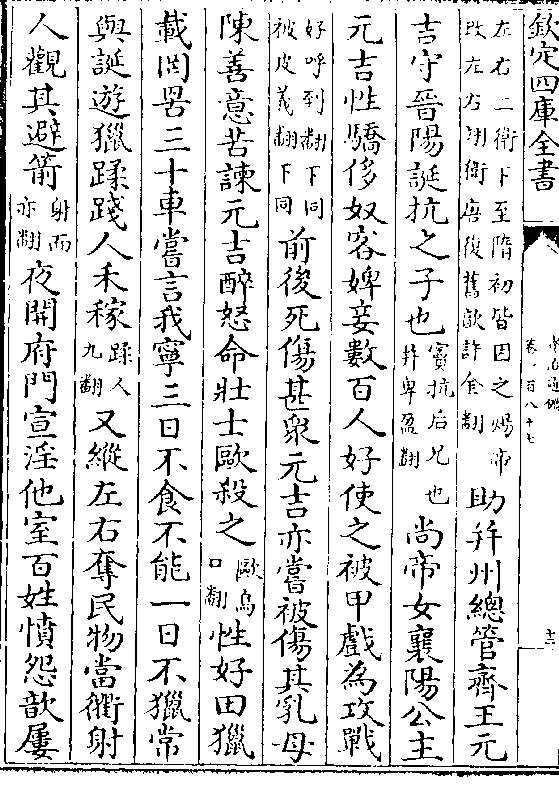 欽定四庫全書
卷一百八十七
左右二衛下至隋初皆因之煬帝
改左右翊衛唐復舊歐許金翻
助并州總管齊王元
吉守晉陽誕抗之子也
竇抗后兄也
并卑盈翻
尚帝女襄陽公主
元吉性驕侈奴客婢妾數百人好使之被甲戲為攻戰
好呼到翻下同
被皮義翻下同
前後死傷甚衆元吉亦嘗被傷其乳母
陳善意苦諫元吉醉怒命壯士歐殺之
歐烏
口翻
性好田獵
載罔罟三十車嘗言我寧三日不食不能一日不獵常
與誕遊獵蹂踐人禾稼
蹂人
九翻
又縱左右奪民物當衢射
人觀其避箭
射而
亦翻
夜開府門宣淫他室百姓憤怨歆屢